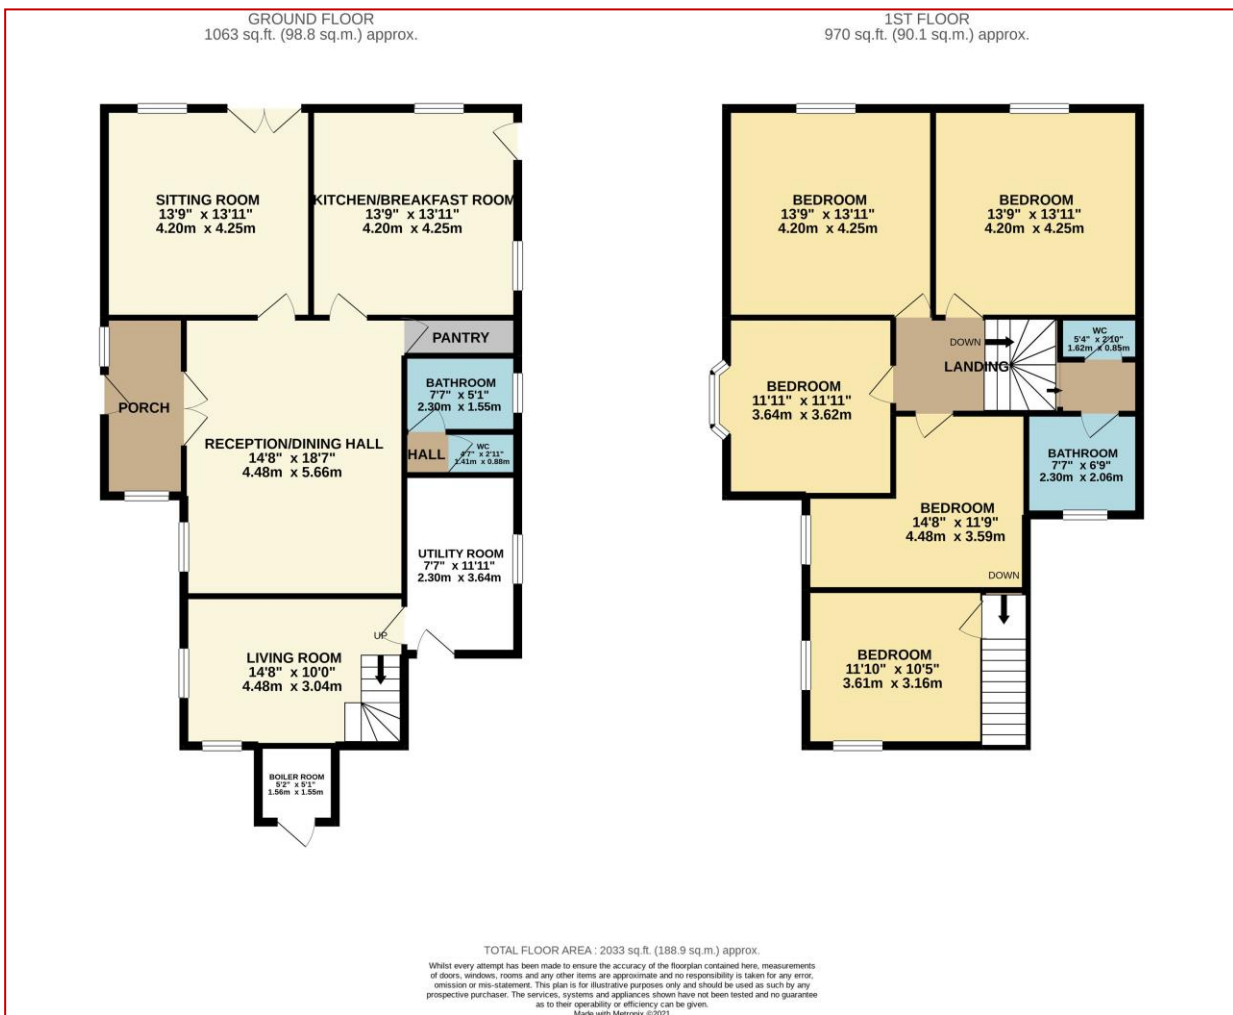 GROUND FLOOR
1063 sq.ft. (98.8 sq.m.) approx.
SITTING ROOM
13'9" x 13'11"
4.20m x 4.25m
KITCHEN/BREAKFAST ROOM
13'9" x 13'11"
4.20m x 4.25m
PORCH
PANTRY
BATHROOM
7'7" x 5'1"
2.30m x 1.55m
RECEPTION/DINING HALL
14'8" x 18'7"
4.48m x 5.66m
HALL
WC
4'7" x 2'11"
1.41m x 0.88m
UTILITY ROOM
7'7" x 11'11"
2.30m x 3.64m
UP
LIVING ROOM
14'8" x 10'0"
4.48m x 3.04m
BOILER ROOM
5'2" x 5'1"
1.56m x 1.55m
1ST FLOOR
970 sq.ft. (90.1 sq.m.) approx.
BEDROOM
13'9" x 13'11"
4.20m x 4.25m
BEDROOM
13'9" x 13'11"
4.20m x 4.25m
WC
5'4" x 2'10"
1.62m x 0.85m
DOWN
LANDING
BEDROOM
11'11" x 11'11"
3.64m x 3.62m
BATHROOM
7'7" x 6'9"
2.30m x 2.06m
BEDROOM
14'8" x 11'9"
4.48m x 3.59m
DOWN
BEDROOM
11'10" x 10'5"
3.61m x 3.16m
TOTAL FLOOR AREA : 2033 sq.ft. (188.9 sq.m.) approx.
Whilst every attempt has been made to ensure the accuracy of the floorplan contained here, measurements
of doors, windows, rooms and any other items are approximate and no responsibility is taken for any error,
omission or mis-statement. This plan is for illustrative purposes only and should be used as such by any
prospective purchaser. The services, systems and appliances shown have not been tested and no guarantee
as to their operability or efficiency can be given.
Made with Metropix ©2021